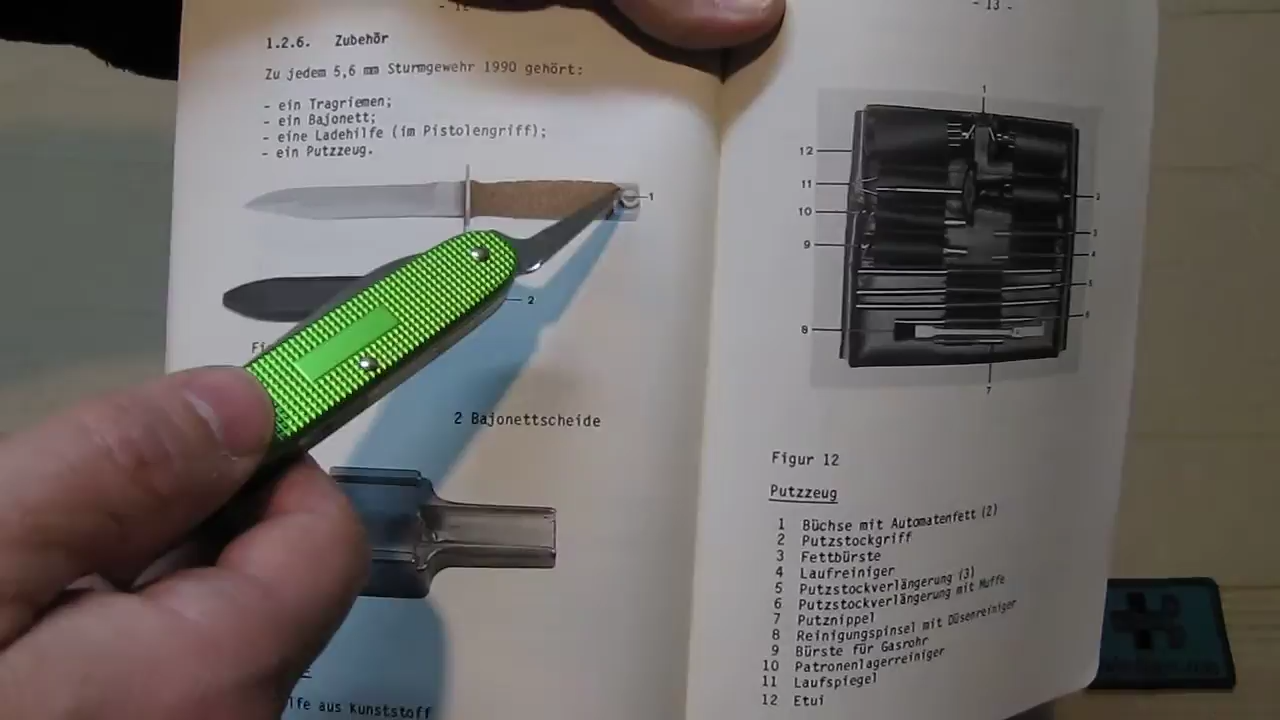 - 13 -
1.2.6. Zubehör
Zu jedem 5,6 mm Sturmgewehr 1990 gehört:
- ein Tragriemen;
- ein Bajonett;
- eine Ladehilfe (im Pistolengriff);
- ein Putzzeug.
1
2
2 Bajonettscheide
lfe aus Kunststoff
1
12
11
10
9
8
2
3
4
5
6
7
Figur 12
Putzzeug
1 Büchse mit Automatenfett (2)
2 Putzstockgriff
3 Fettbürste
4 Laufreiniger
5 Putzstockverlängerung (3)
6 Putzstockverlängerung mit Muffe
7 Putznippel
8 Reinigungspinsel mit Düsenreiniger
9 Bürste für Gasrohr
10 Patronenlagerreiniger
11 Laufspiegel
12 Etui